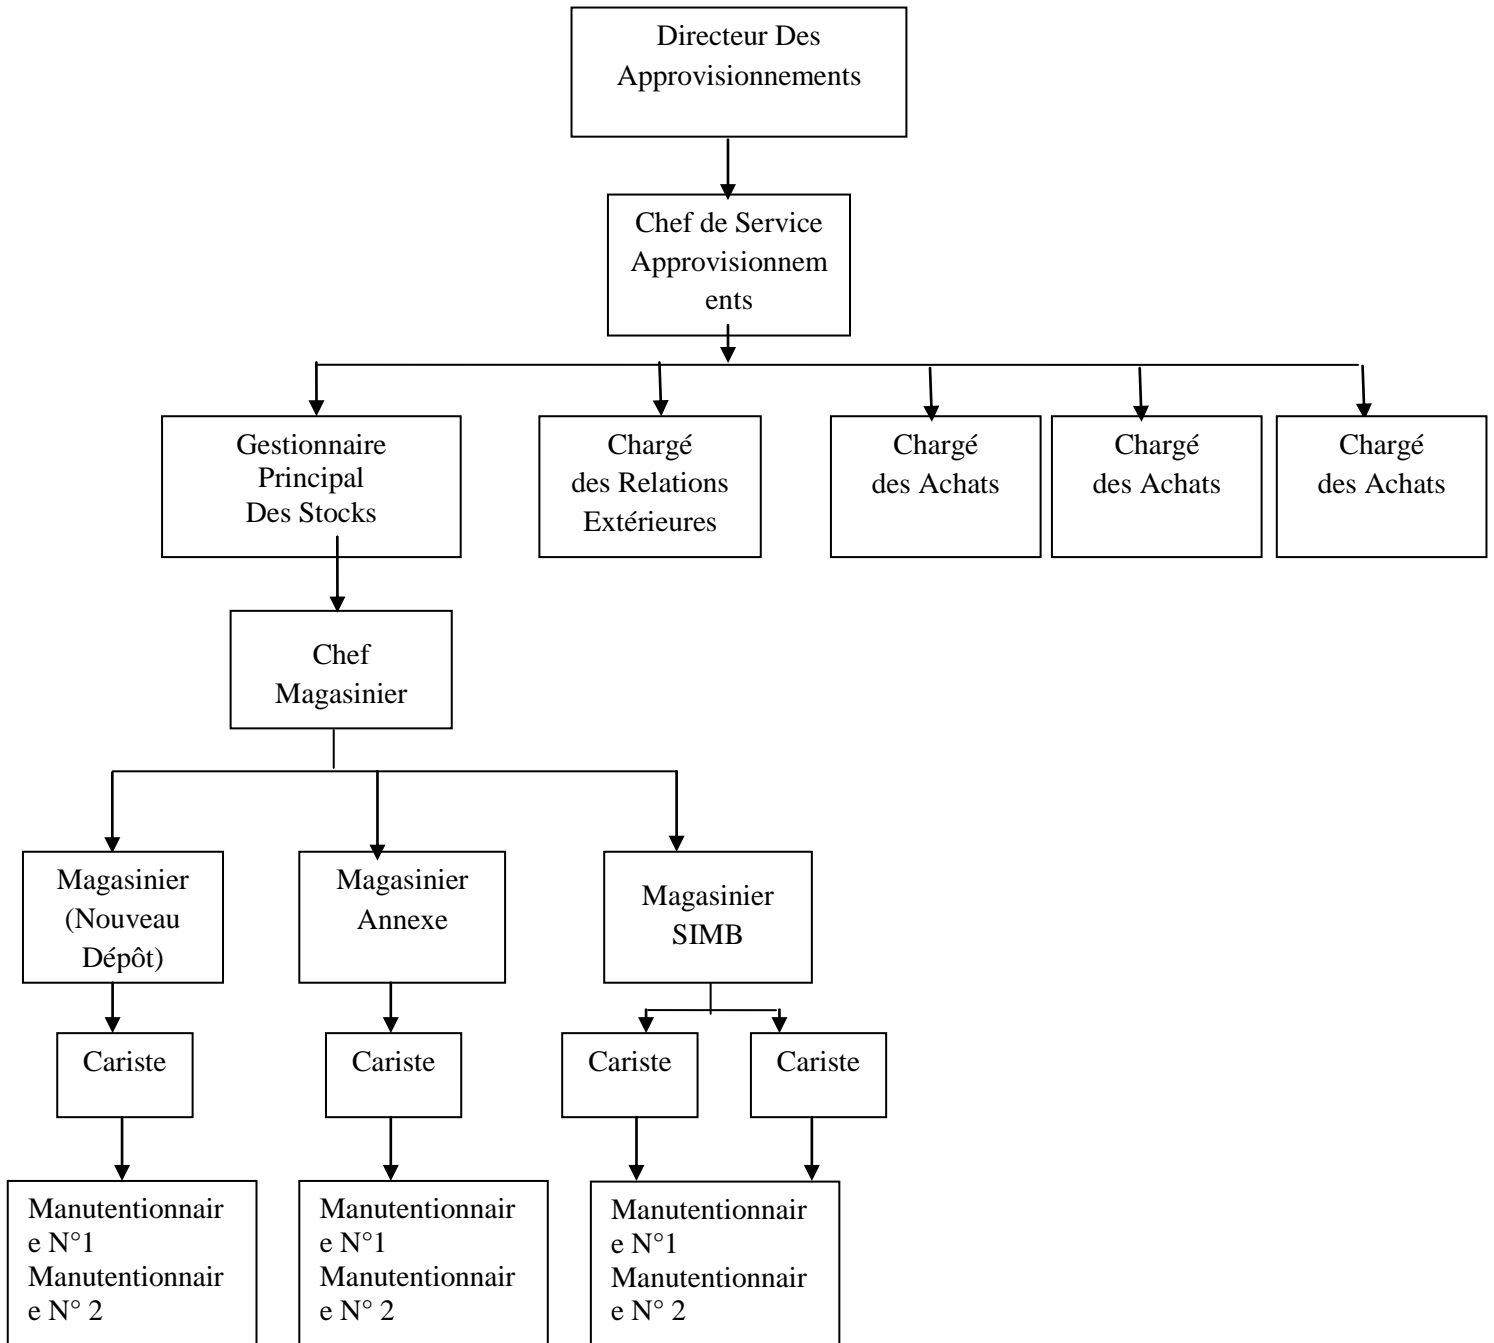 Directeur Des
Approvisionnements
Chef de Service
Approvisionnem
ents
Gestionnaire
Principal
Des Stocks
Chargé
des Relations
Extérieures
Chargé
des Achats
Chargé
des Achats
Chargé
des Achats
Chef
Magasinier
Magasinier
(Nouveau
Dépôt)
Magasinier
Annexe
Magasinier
SIMB
Cariste
Cariste
Cariste
Cariste
Manutentionnair
e N°1
Manutentionnair
e N° 2
Manutentionnair
e N°1
Manutentionnair
e N° 2
Manutentionnair
e N°1
Manutentionnair
e N° 2